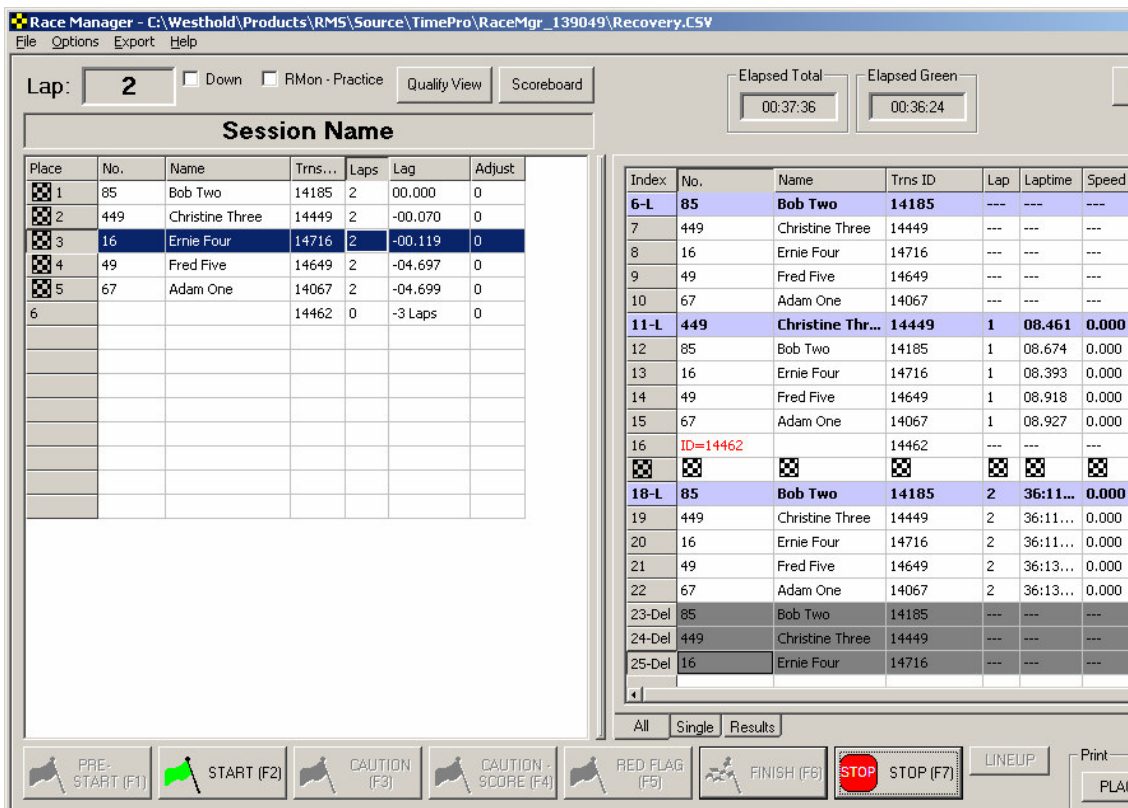 Race Manager - C:\Westhold\Products\RMS\Source\TimePro\RaceMgr_139049\Recovery.CSV
File Options Export Help
Lap: 2 Down RMon - Practice Qualify View Scoreboard
Elapsed Total Elapsed Green
00:37:36 00:36:24
Session Name
Place No. Name Trns... Laps Lag Adjust
1 85 Bob Two 14185 2 00.000 0
2 449 Christine Three 14449 2 -00.070 0
3 16 Ernie Four 14716 2 -00.119 0
4 49 Fred Five 14649 2 -04.697 0
5 67 Adam One 14067 2 -04.699 0
6 14462 0 -3 Laps 0
Index No. Name Trns ID Lap Laptime Speed
6-L 85 Bob Two 14185 --- --- ---
7 449 Christine Three 14449 --- --- ---
8 16 Ernie Four 14716 --- --- ---
9 49 Fred Five 14649 --- --- ---
10 67 Adam One 14067 --- --- ---
11-L 449 Christine Thr... 14449 1 08.461 0.000
12 85 Bob Two 14185 1 08.674 0.000
13 16 Ernie Four 14716 1 08.393 0.000
14 49 Fred Five 14649 1 08.918 0.000
15 67 Adam One 14067 1 08.927 0.000
16 ID=14462 14462 --- --- ---
18-L 85 Bob Two 14185 2 36:11... 0.000
19 449 Christine Three 14449 2 36:11... 0.000
20 16 Ernie Four 14716 2 36:11... 0.000
21 49 Fred Five 14649 2 36:13... 0.000
22 67 Adam One 14067 2 36:13... 0.000
23-Del 85 Bob Two 14185 --- --- ---
24-Del 449 Christine Three 14449 --- --- ---
25-Del 16 Ernie Four 14716 --- --- ---
All Single Results
PRE-START (F1) START (F2) CAUTION (F3) CAUTION - SCORE (F4) RED FLAG (F5) FINISH (F6) STOP STOP (F7) LINEUP Print
PLAC